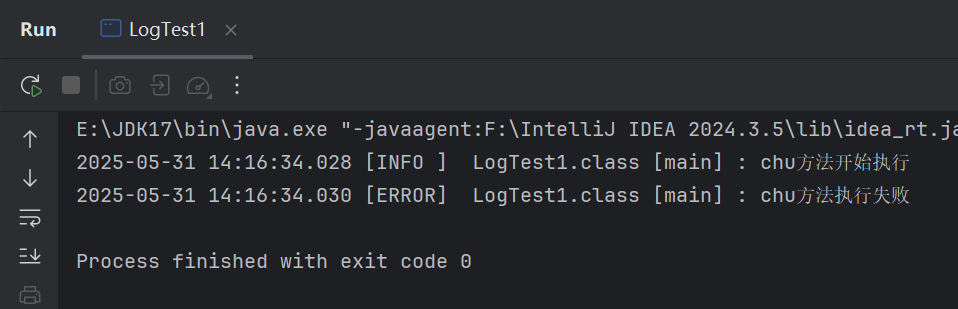 Run LogTest1
E:\JDK17\bin\java.exe "-javaagent:F:\IntelliJ IDEA 2024.3.5\lib\idea_rt.ja
2025-05-31 14:16:34.028 [INFO ]  LogTest1.class [main] : chu方法开始执行
2025-05-31 14:16:34.030 [ERROR]  LogTest1.class [main] : chu方法执行失败
Process finished with exit code 0